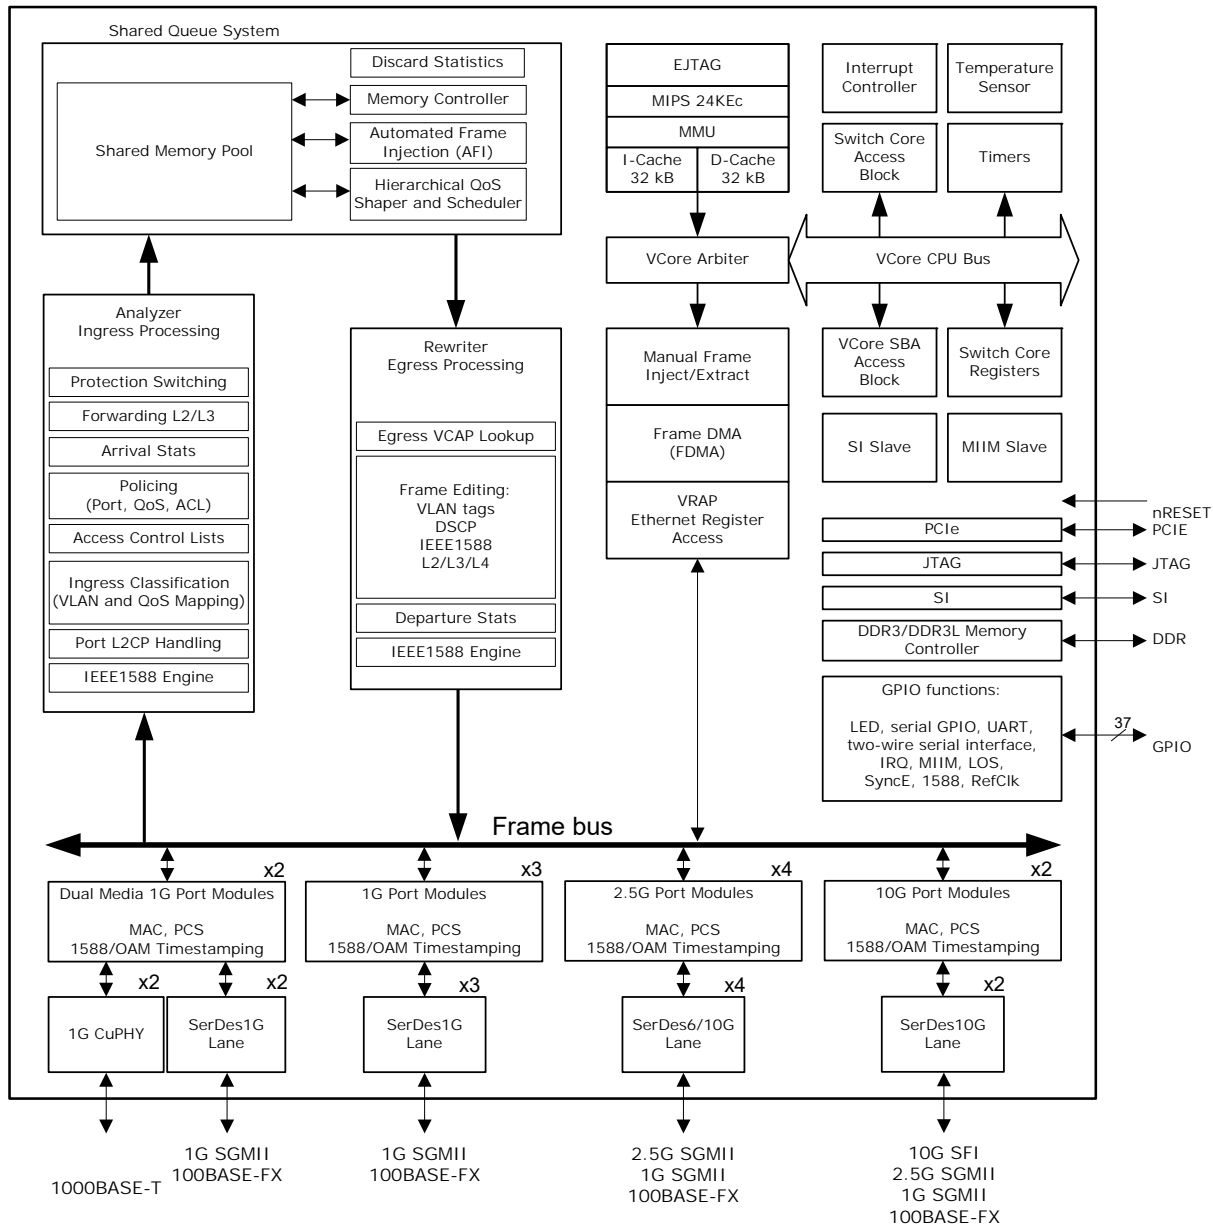 Shared Queue System
Discard Statistics
Shared Memory Pool
Memory Controller
Automated Frame
Injection (AFI)
Hierarchical QoS
Shaper and Scheduler
EJTAG
MIPS 24KEc
MMU
I-Cache
32 kB
D-Cache
32 kB
Interrupt
Controller
Temperature
Sensor
Switch Core
Access
Block
Timers
VCore Arbiter
VCore CPU Bus
Analyzer
Ingress Processing
Protection Switching
Forwarding L2/L3
Arrival Stats
Policing
(Port, QoS, ACL)
Access Control Lists
Ingress Classification
(VLAN and QoS Mapping)
Port L2CP Handling
IEEE1588 Engine
Rewriter
Egress Processing
Egress VCAP Lookup
Frame Editing:
VLAN tags
DSCP
IEEE1588
L2/L3/L4
Departure Stats
IEEE1588 Engine
Manual Frame
Inject/Extract
Frame DMA
(FDMA)
VRAP
Ethernet Register
Access
VCore SBA
Access
Block
Switch Core
Registers
SI Slave
MIIM Slave
nRESET
PCIe
PCIE
JTAG
JTAG
SI
SI
DDR3/DDR3L Memory
Controller
DDR
GPIO functions:
LED, serial GPIO, UART,
two-wire serial interface,
IRQ, MIIM, LOS,
SyncE, 1588, RefClk
37
GPIO
Frame bus
x2
Dual Media 1G Port Modules
MAC, PCS
1588/OAM Timestamping
x3
1G Port Modules
MAC, PCS
1588/OAM Timestamping
x4
2.5G Port Modules
MAC, PCS
1588/OAM Timestamping
x2
10G Port Modules
MAC, PCS
1588/OAM Timestamping
x2
1G CuPHY
x2
SerDes1G
Lane
x3
SerDes1G
Lane
x4
SerDes6/10G
Lane
x2
SerDes10G
Lane
1000BASE-T
1G SGMII
100BASE-FX
1G SGMII
100BASE-FX
2.5G SGMII
1G SGMII
100BASE-FX
10G SFI
2.5G SGMII
1G SGMII
100BASE-FX